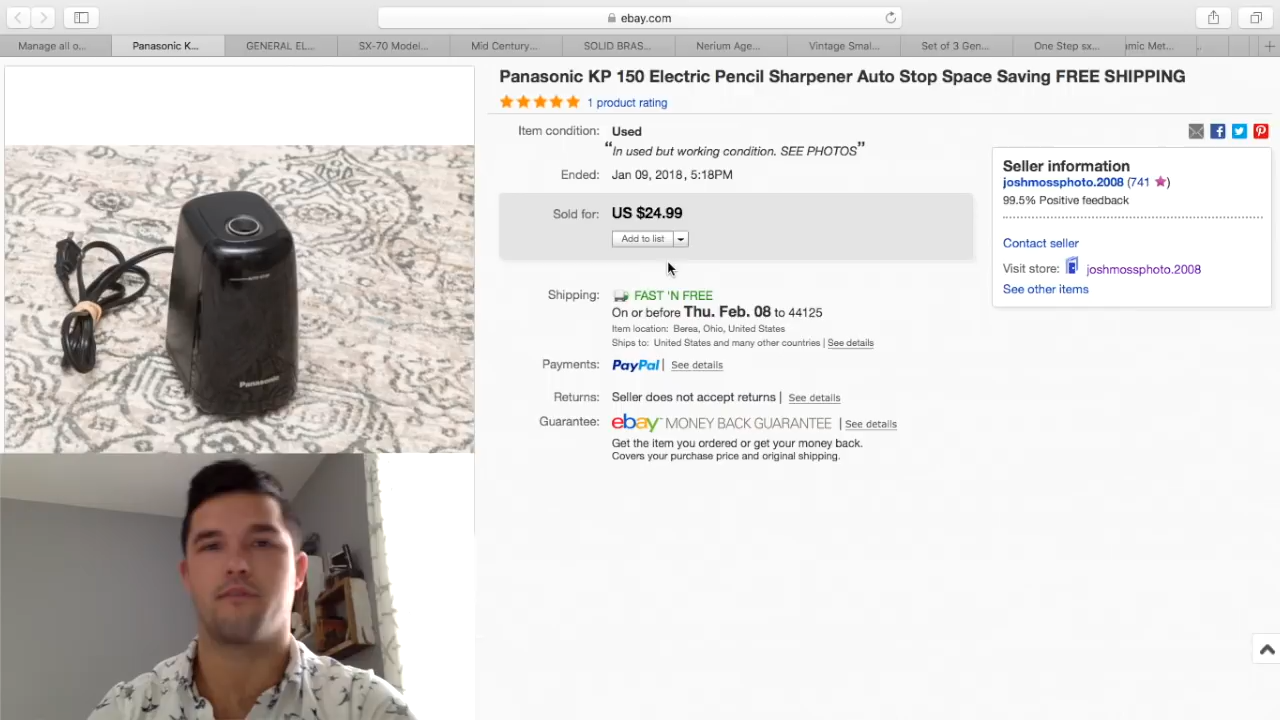 ebay.com
Manage all o...
Panasonic K...
GENERAL EL...
SX-70 Model...
Mid Century...
SOLID BRAS...
Nerium Age...
Vintage Smal...
Set of 3 Gen...
One Step sx...
amic Met...
Panasonic KP 150 Electric Pencil Sharpener Auto Stop Space Saving FREE SHIPPING
1 product rating
Item condition: Used
"In used but working condition. SEE PHOTOS"
Ended: Jan 09, 2018 , 5:18PM
Sold for: US $24.99
Add to list
Shipping: FAST 'N FREE
On or before Thu. Feb. 08 to 44125
Item location: Berea, Ohio, United States
Ships to: United States and many other countries | See details
Payments: PayPal | See details
Returns: Seller does not accept returns | See details
Guarantee: ebay MONEY BACK GUARANTEE | See details
Get the item you ordered or get your money back.
Covers your purchase price and original shipping.
Seller information
joshmossphoto.2008 (741 ★)
99.5% Positive feedback
Contact seller
Visit store: joshmossphoto.2008
See other items
Panasonic